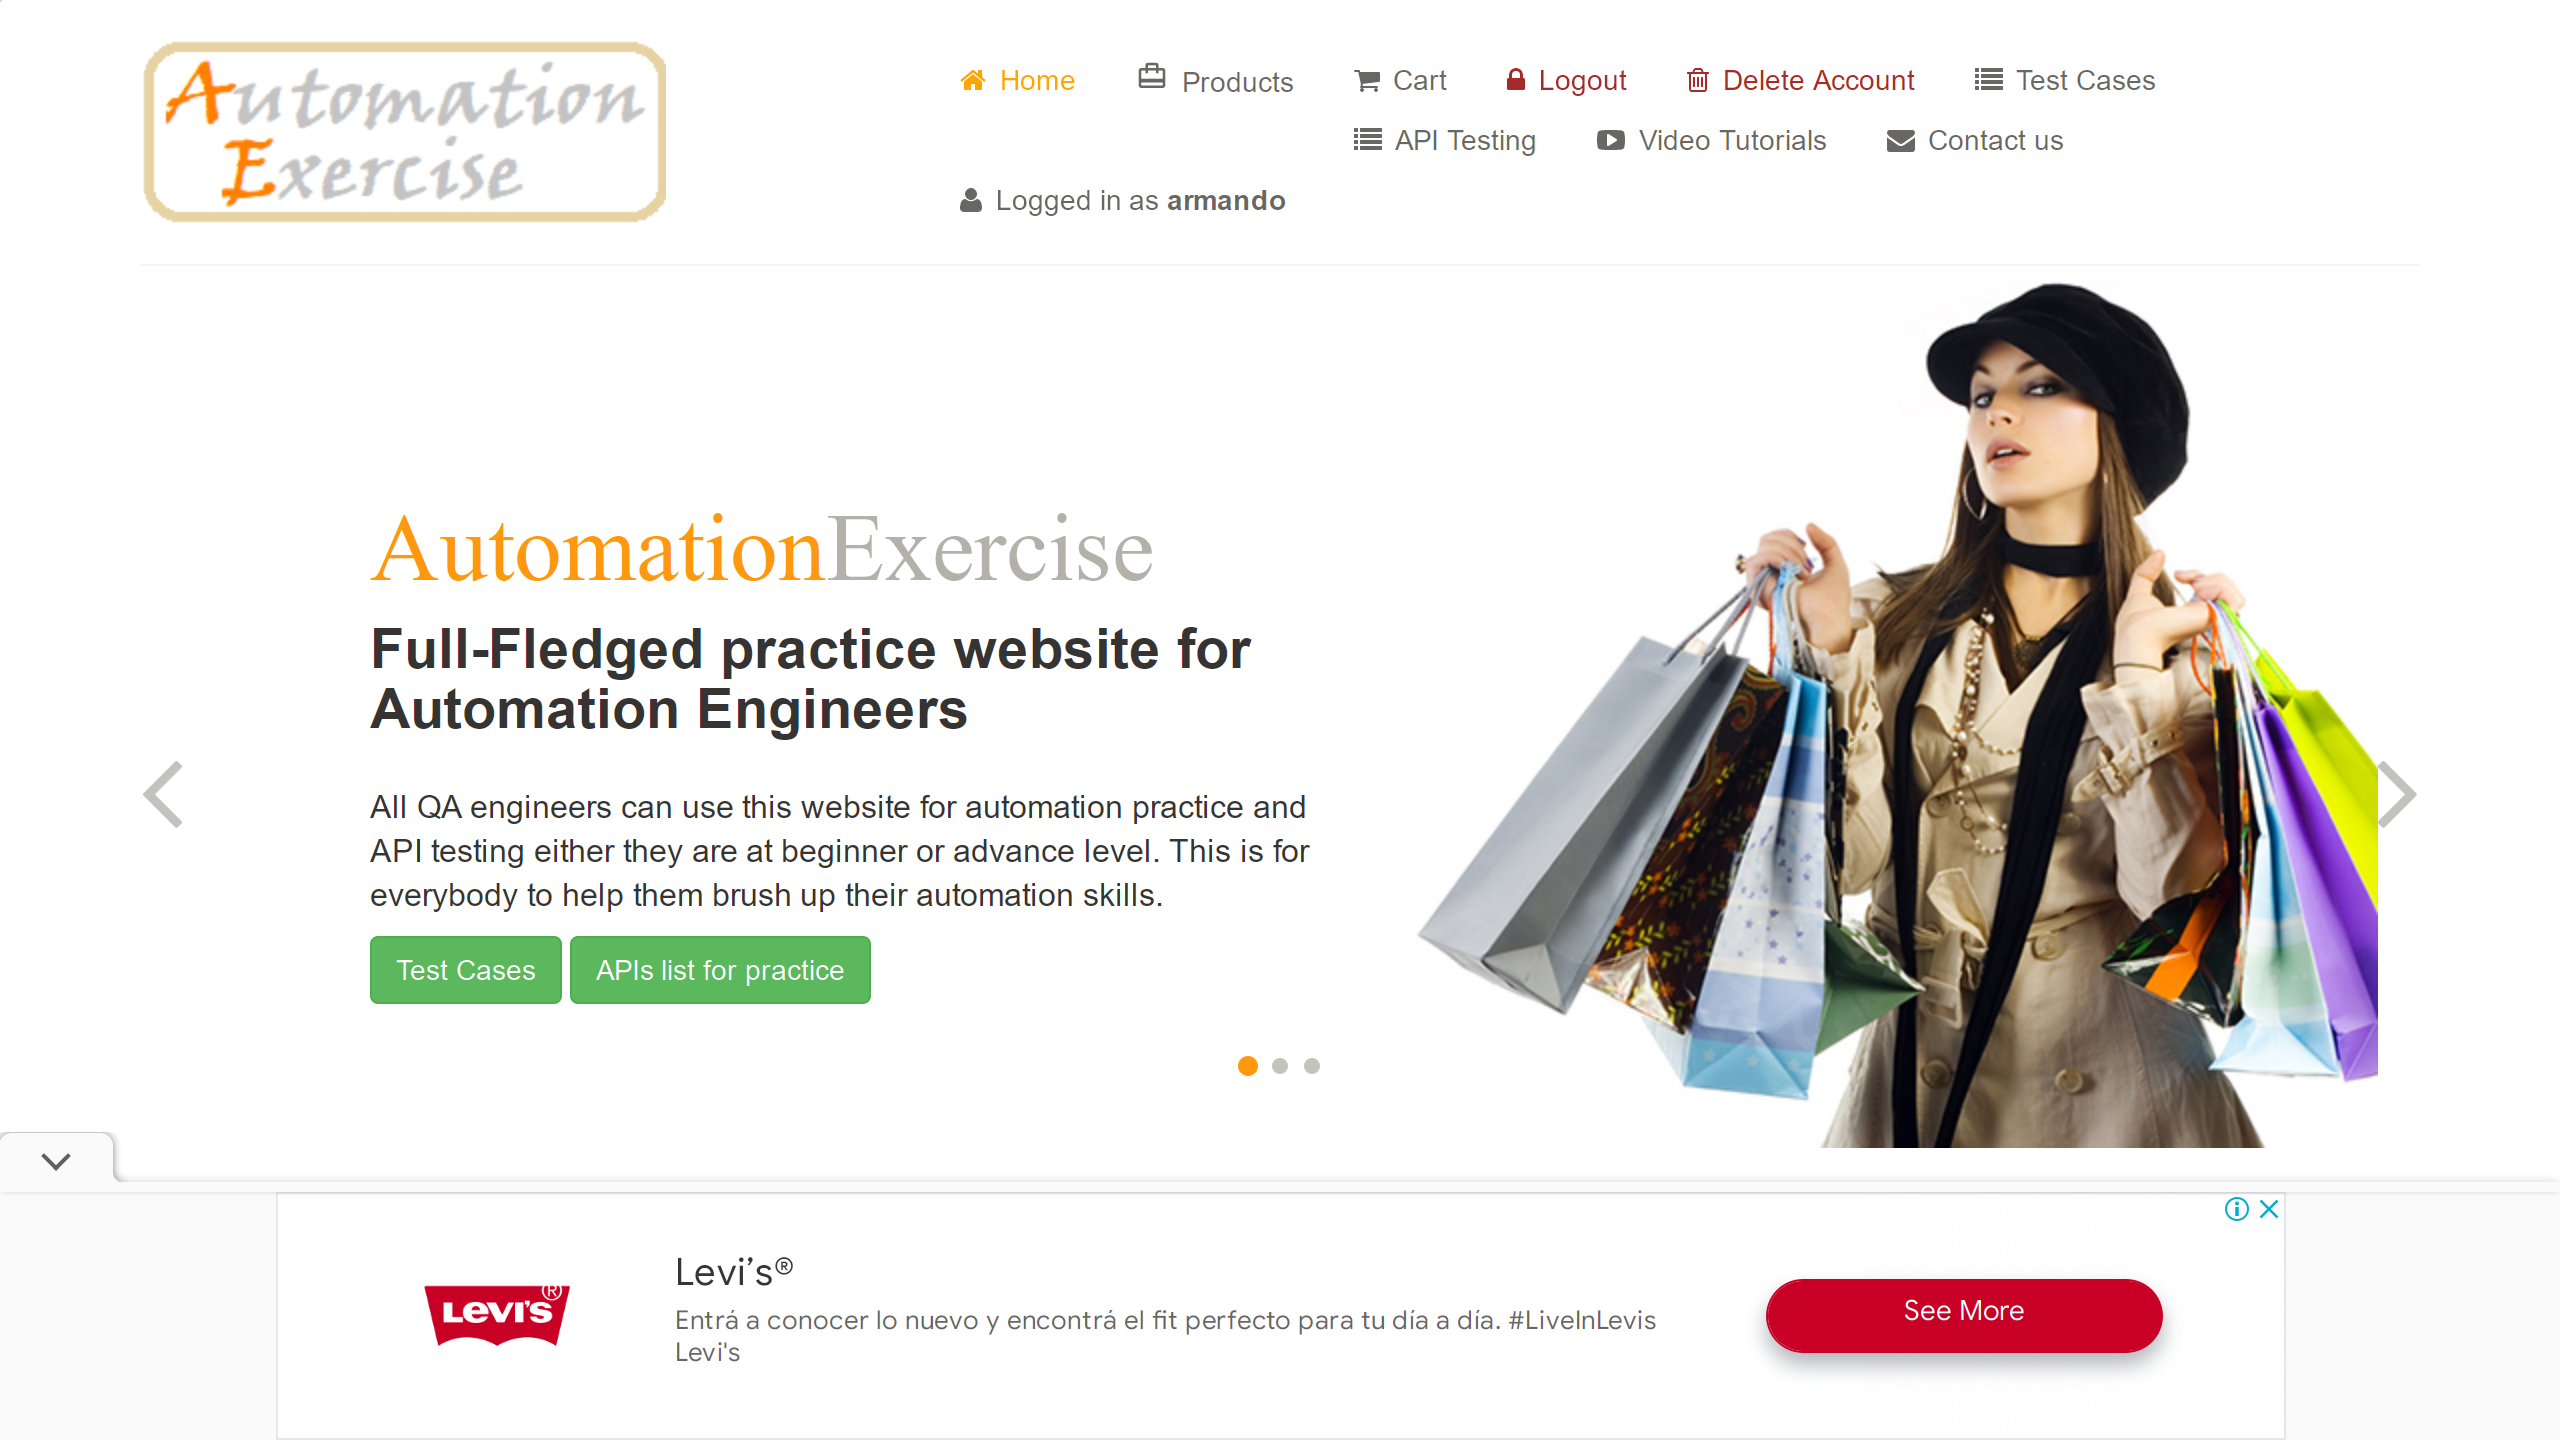 Automation
Exercise
Home
Products
Cart
Logout
Delete Account
Test Cases
API Testing
Video Tutorials
Contact us
Logged in as armando
AutomationExercise
Full-Fledged practice website for
Automation Engineers
All QA engineers can use this website for automation practice and
API testing either they are at beginner or advance level. This is for
everybody to help them brush up their automation skills.
Test Cases
APIs list for practice
LEVI'S®
Levi’s®
Entrá a conocer lo nuevo y encontrá el fit perfecto para tu día a día. #LiveInLevis
Levi's
See More